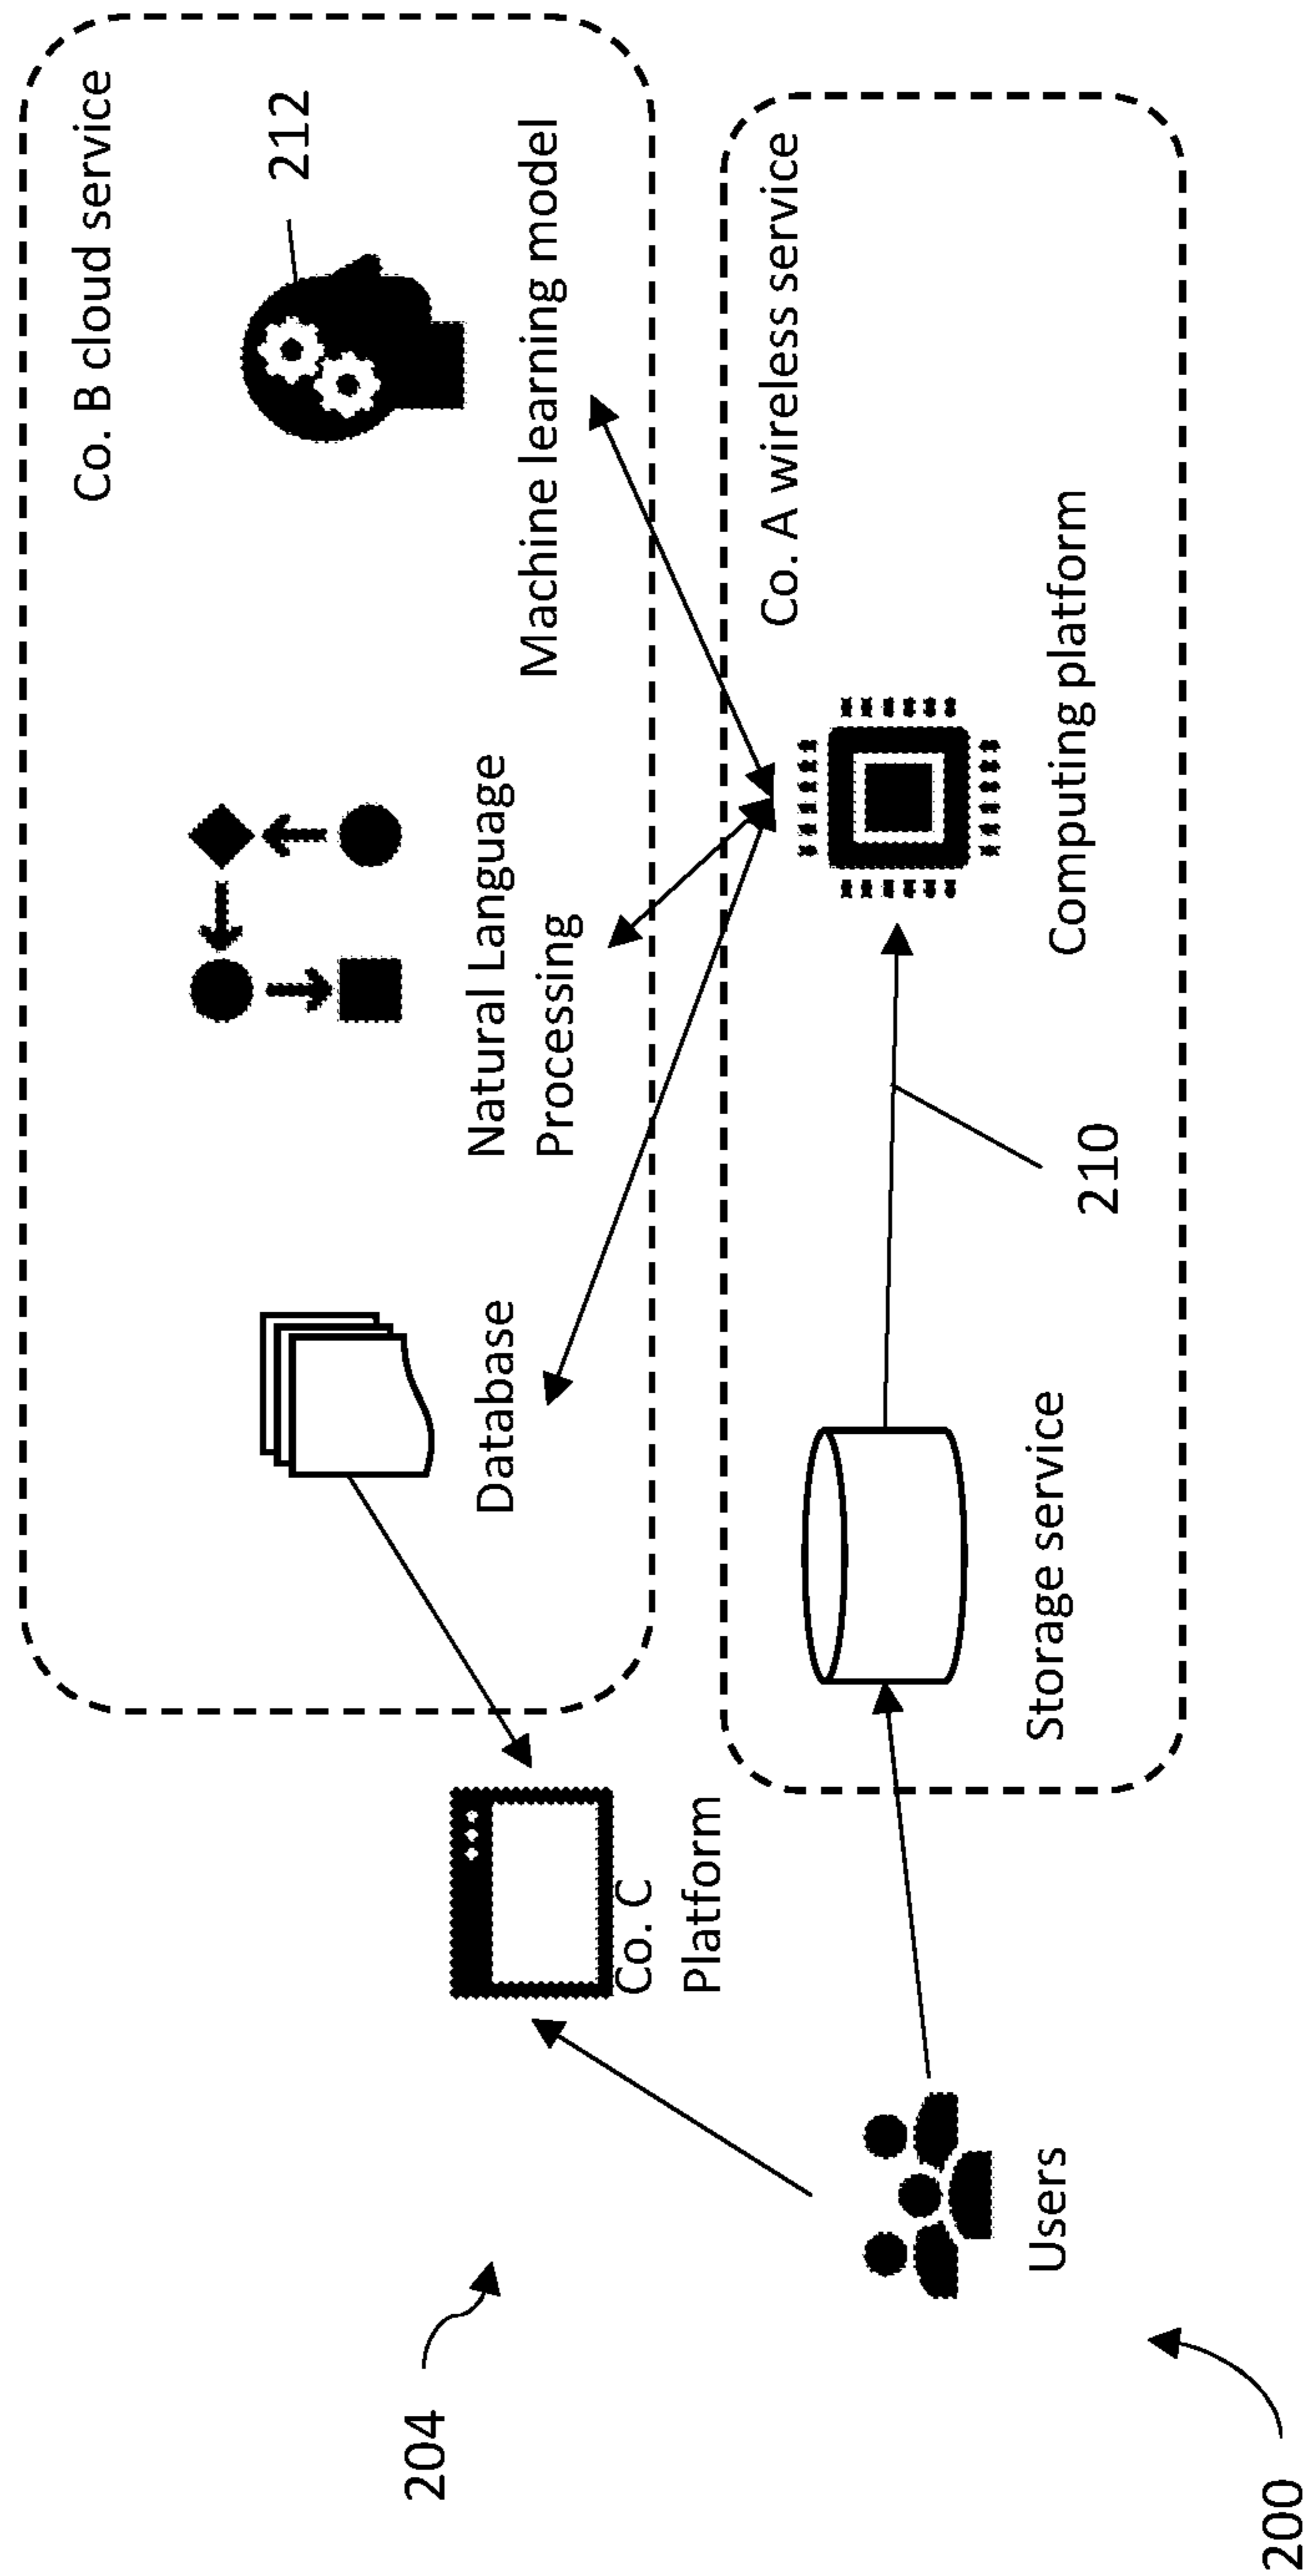 Co. B cloud service
212
Machine learning model
Natural Language
Processing
Database
Co. A wireless service
Computing platform
210
Storage service
Co. C
Platform
Users
204
200